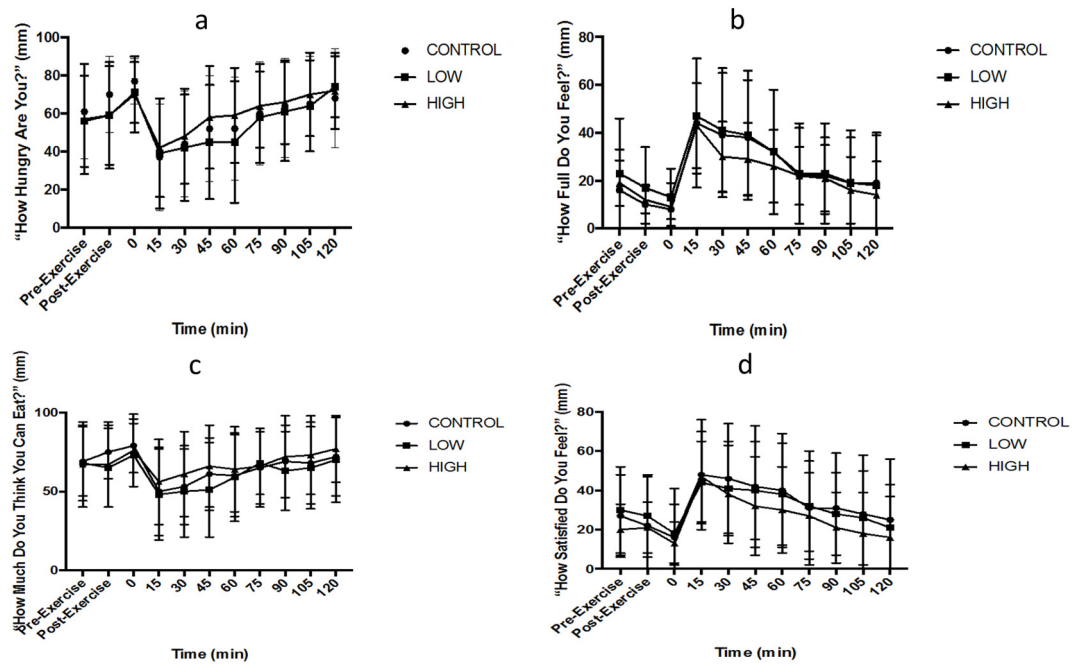 a
“How Hungry Are You?” (mm)
100
80
60
40
20
0
Pre-Exercise
Post-Exercise
0
15
30
45
60
75
90
105
120
Time (min)
CONTROL
LOW
HIGH
b
“How Full Do You Feel?” (mm)
80
60
40
20
0
Pre-Exercise
Post-Exercise
0
15
30
45
60
75
90
105
120
Time (min)
CONTROL
LOW
HIGH
c
“How Much Do You Think You Can Eat?” (mm)
100
50
0
Pre-Exercise
Post-Exercise
0
15
30
45
60
75
90
105
120
Time (min)
CONTROL
LOW
HIGH
d
“How Satisfied Do You Feel?” (mm)
80
60
40
20
0
Pre-Exercise
Post-Exercise
0
15
30
45
60
75
90
105
120
Time (min)
CONTROL
LOW
HIGH